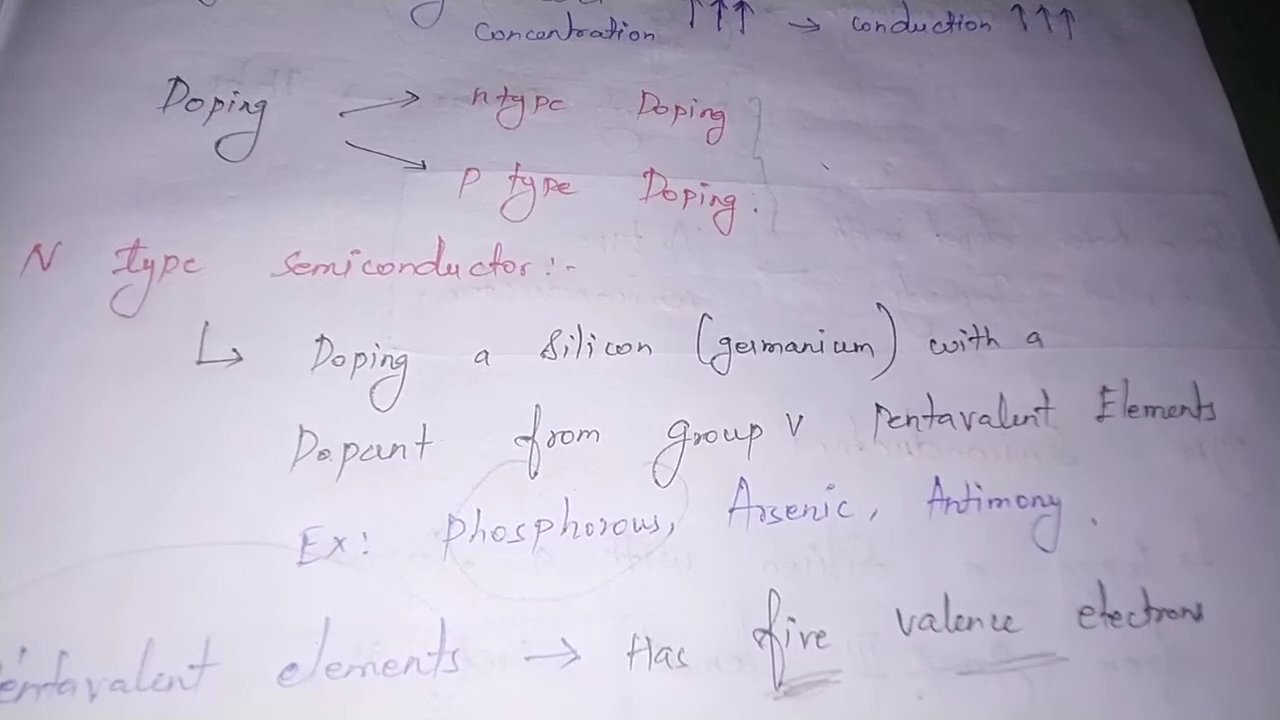 Concentration ↑↑↑ → conduction ↑↑↑
Doping → n type Doping
→ P type Doping.
N type semiconductor:-
↳ Doping a Silicon (germanium) with a
Dopant from group V Pentavalent Elements
Ex: Phosphorous, Arsenic, Antimony.
entavalent elements → Has five valence electrons